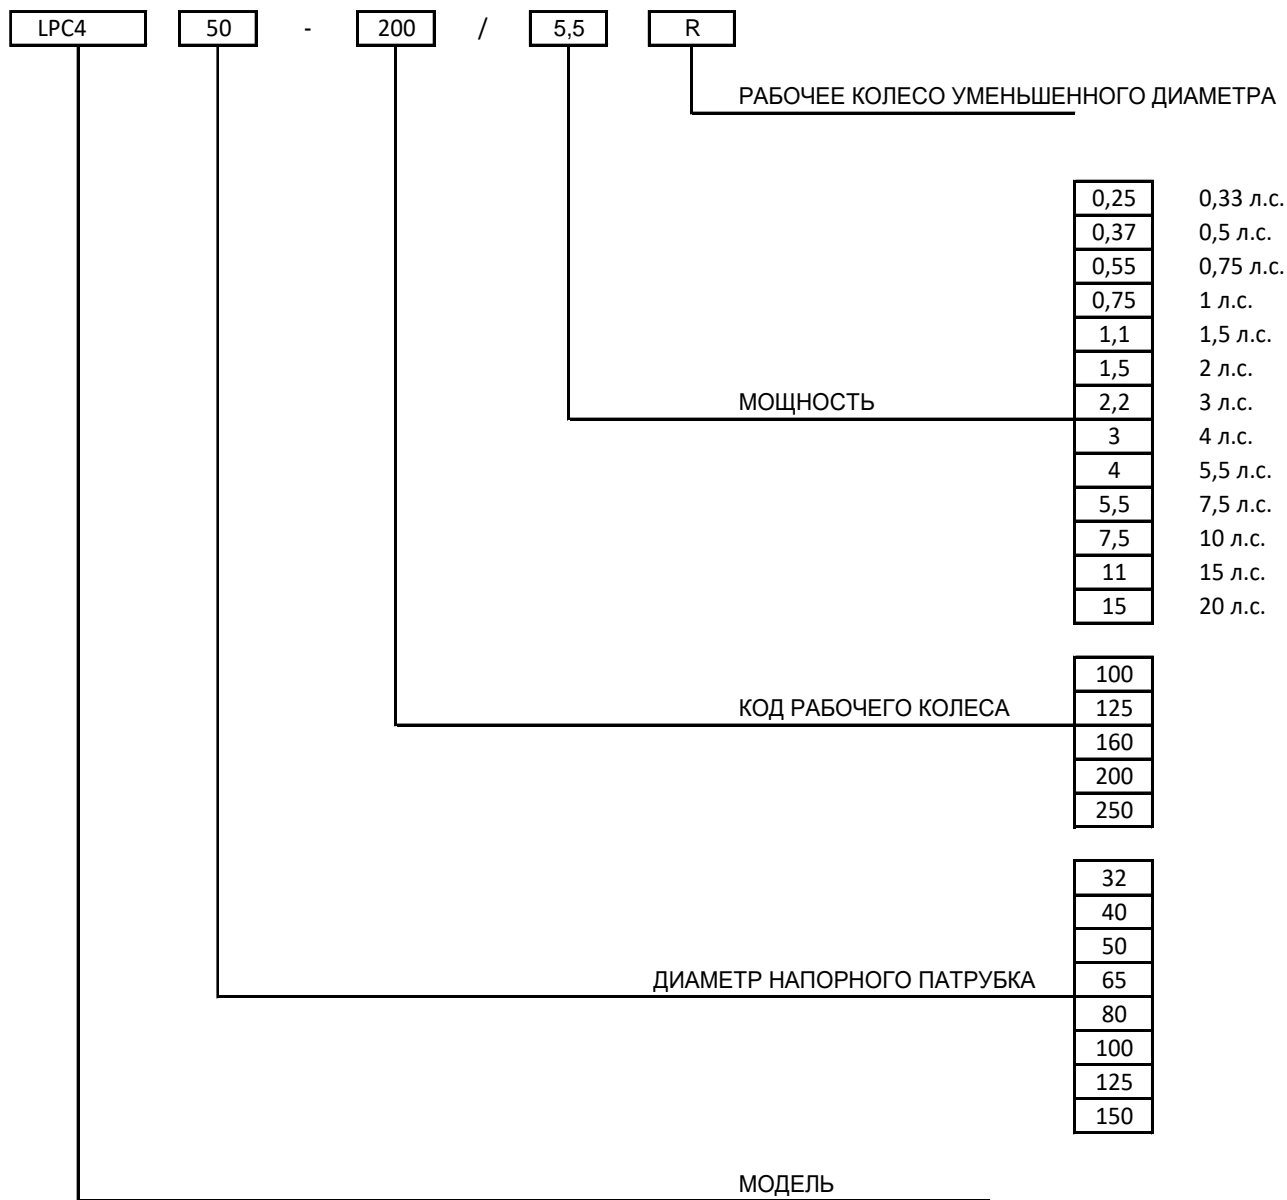 LPC4 50 - 200 / 5,5 R
РАБОЧЕЕ КОЛЕСО УМЕНЬШЕННОГО ДИАМЕТРА
0,25 0,33 л.с.
0,37 0,5 л.с.
0,55 0,75 л.с.
0,75 1 л.с.
1,1 1,5 л.с.
1,5 2 л.с.
МОЩНОСТЬ 2,2 3 л.с.
3 4 л.с.
4 5,5 л.с.
5,5 7,5 л.с.
7,5 10 л.с.
11 15 л.с.
15 20 л.с.
100
КОД РАБОЧЕГО КОЛЕСА 125
160
200
250
32
40
50
ДИАМЕТР НАПОРНОГО ПАТРУБКА 65
80
100
125
150
МОДЕЛЬ